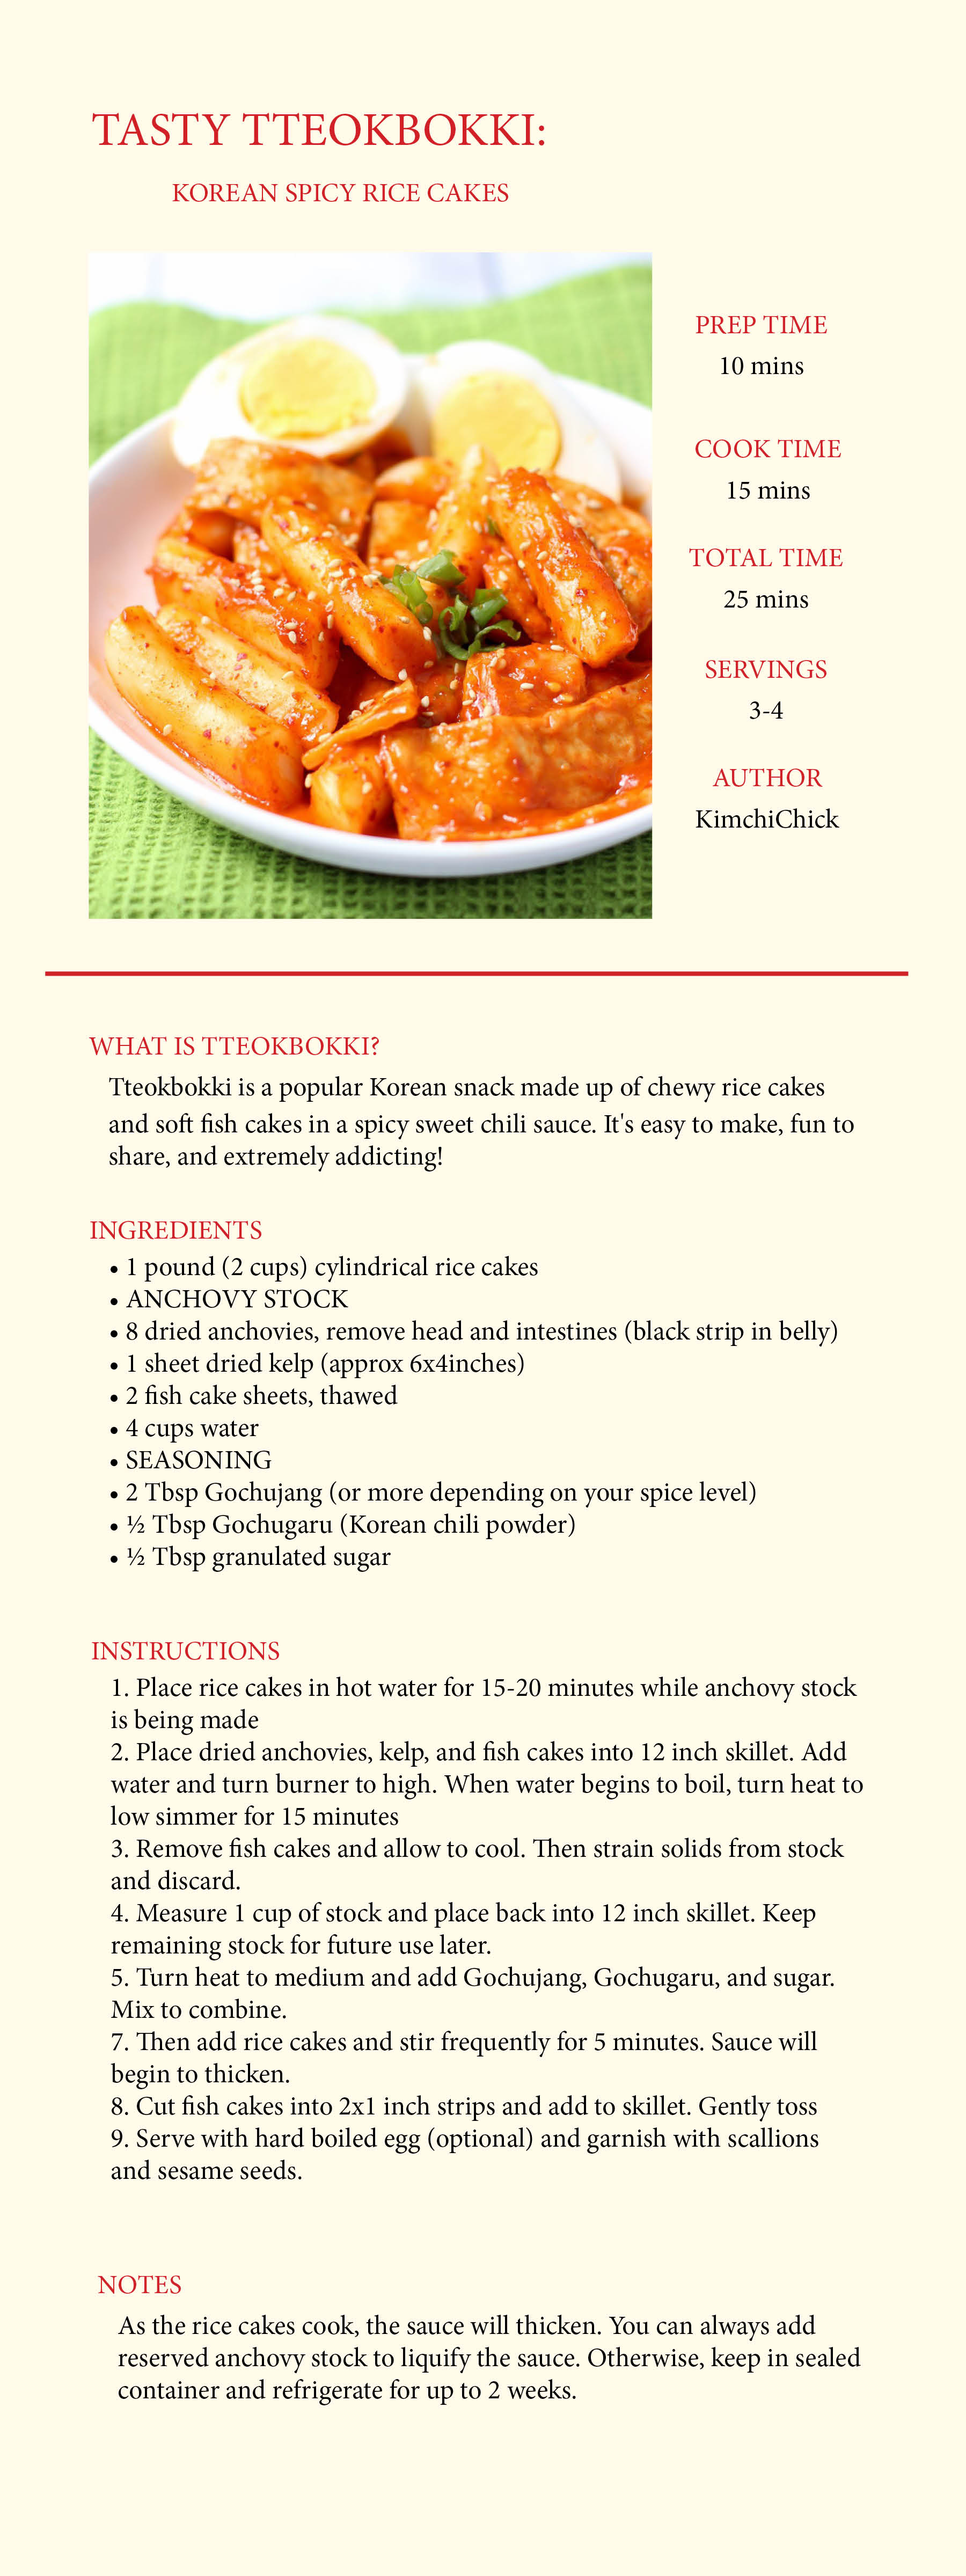 TASTY TTEOKBOKKI:
KOREAN SPICY RICE CAKES
PREP TIME
10 mins
COOK TIME
15 mins
TOTAL TIME
25 mins
SERVINGS
3-4
AUTHOR
KimchiChick
WHAT IS TTEOKBOKKI?
Tteokbokki is a popular Korean snack made up of chewy rice cakes
and soft fish cakes in a spicy sweet chili sauce. It's easy to make, fun to
share, and extremely addicting!
INGREDIENTS
• 1 pound (2 cups) cylindrical rice cakes
• ANCHOVY STOCK
• 8 dried anchovies, remove head and intestines (black strip in belly)
• 1 sheet dried kelp (approx 6x4inches)
• 2 fish cake sheets, thawed
• 4 cups water
• SEASONING
• 2 Tbsp Gochujang (or more depending on your spice level)
• ½ Tbsp Gochugaru (Korean chili powder)
• ½ Tbsp granulated sugar
INSTRUCTIONS
1. Place rice cakes in hot water for 15-20 minutes while anchovy stock
is being made
2. Place dried anchovies, kelp, and fish cakes into 12 inch skillet. Add
water and turn burner to high. When water begins to boil, turn heat to
low simmer for 15 minutes
3. Remove fish cakes and allow to cool. Then strain solids from stock
and discard.
4. Measure 1 cup of stock and place back into 12 inch skillet. Keep
remaining stock for future use later.
5. Turn heat to medium and add Gochujang, Gochugaru, and sugar.
Mix to combine.
7. Then add rice cakes and stir frequently for 5 minutes. Sauce will
begin to thicken.
8. Cut fish cakes into 2x1 inch strips and add to skillet. Gently toss
9. Serve with hard boiled egg (optional) and garnish with scallions
and sesame seeds.
NOTES
As the rice cakes cook, the sauce will thicken. You can always add
reserved anchovy stock to liquify the sauce. Otherwise, keep in sealed
container and refrigerate for up to 2 weeks.